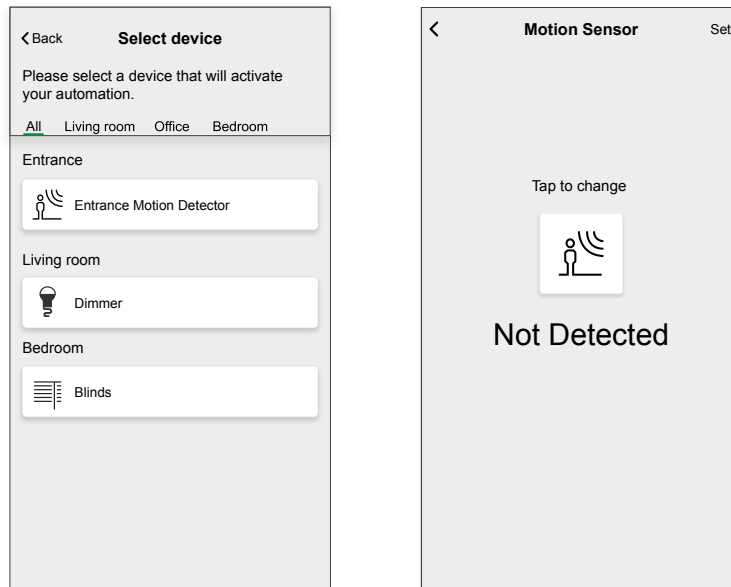 Back
Select device
Please select a device that will activate
your automation.
All
Living room
Office
Bedroom
Entrance
Entrance Motion Detector
Living room
Dimmer
Bedroom
Blinds
Motion Sensor
Set
Tap to change
Not Detected